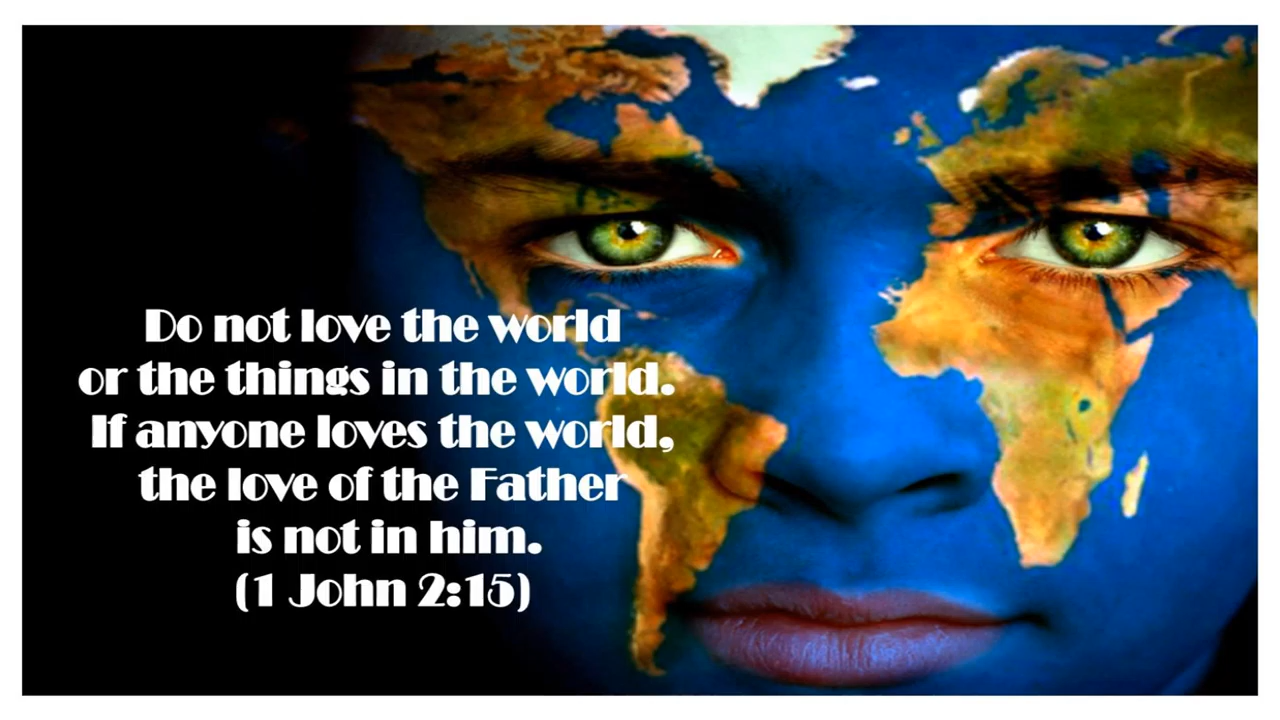 Do not love the world
or the things in the world.
If anyone loves the world,
the love of the Father
is not in him.
(1 John 2:15)